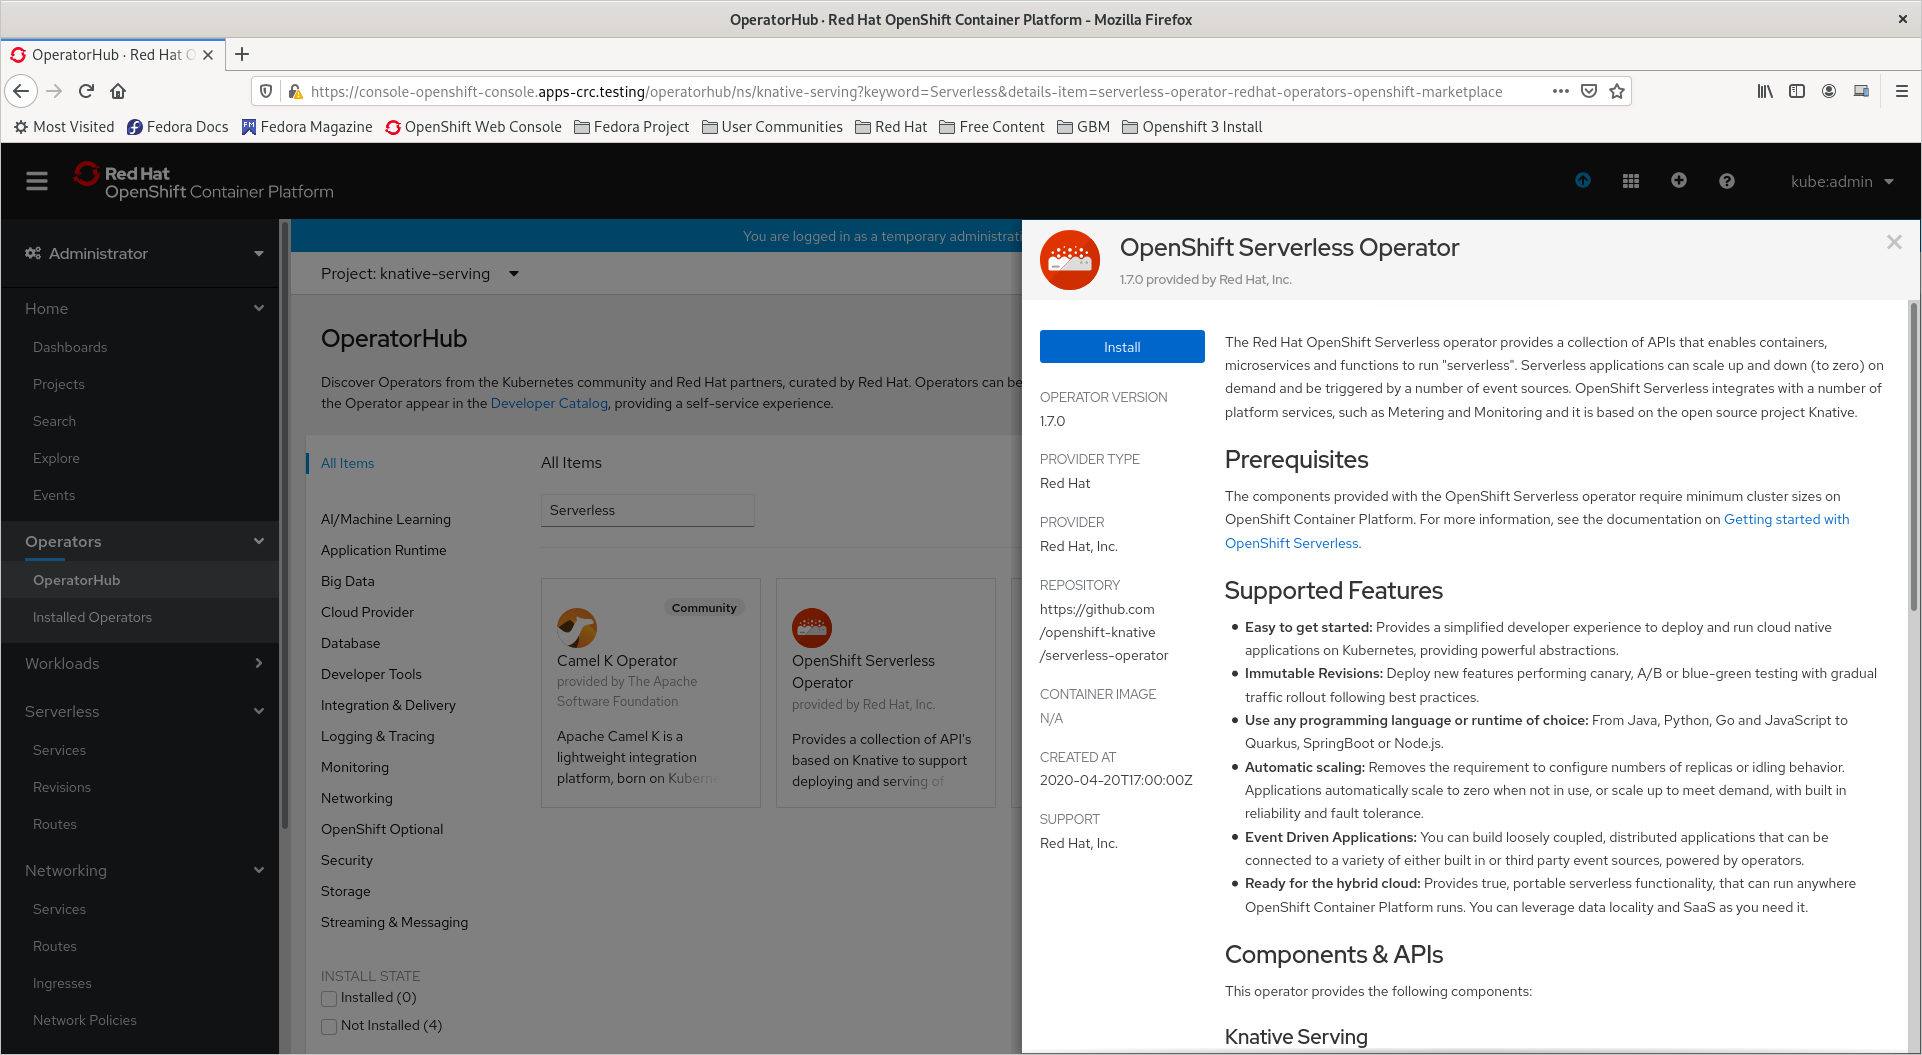 OperatorHub · Red Hat OpenShift Container Platform - Mozilla Firefox
OperatorHub · Red Hat O
https://console-openshift-console.apps-crc.testing/operatorhub/ns/knative-serving?keyword=Serverless&details-item=serverless-operator-redhat-operators-openshift-marketplace
Most Visited Fedora Docs Fedora Magazine OpenShift Web Console Fedora Project User Communities Red Hat Free Content GBM Openshift 3 Install
Red Hat
OpenShift Container Platform
kube:admin
Administrator
Home
Dashboards
Projects
Search
Explore
Events
Operators
OperatorHub
Installed Operators
Workloads
Serverless
Services
Revisions
Routes
Networking
Services
Routes
Ingresses
Network Policies
You are logged in as a temporary administrati
Project: knative-serving
OperatorHub
Discover Operators from the Kubernetes community and Red Hat partners, curated by Red Hat. Operators can be
the Operator appear in the Developer Catalog, providing a self-service experience.
All Items
AI/Machine Learning
Application Runtime
Big Data
Cloud Provider
Database
Developer Tools
Integration & Delivery
Logging & Tracing
Monitoring
Networking
OpenShift Optional
Security
Storage
Streaming & Messaging
INSTALL STATE
Installed (0)
Not Installed (4)
All Items
Serverless
Community
Camel K Operator
provided by The Apache
Software Foundation
Apache Camel K is a
lightweight integration
platform, born on Kuberne
OpenShift Serverless
Operator
provided by Red Hat, Inc.
Provides a collection of API's
based on Knative to support
deploying and serving of
OpenShift Serverless Operator
1.7.0 provided by Red Hat, Inc.
Install
OPERATOR VERSION
1.7.0
PROVIDER TYPE
Red Hat
PROVIDER
Red Hat, Inc.
REPOSITORY
https://github.com
/openshift-knative
/serverless-operator
CONTAINER IMAGE
N/A
CREATED AT
2020-04-20T17:00:00Z
SUPPORT
Red Hat, Inc.
The Red Hat OpenShift Serverless operator provides a collection of APIs that enables containers,
microservices and functions to run "serverless". Serverless applications can scale up and down (to zero) on
demand and be triggered by a number of event sources. OpenShift Serverless integrates with a number of
platform services, such as Metering and Monitoring and it is based on the open source project Knative.
Prerequisites
The components provided with the OpenShift Serverless operator require minimum cluster sizes on
OpenShift Container Platform. For more information, see the documentation on Getting started with
OpenShift Serverless.
Supported Features
• Easy to get started: Provides a simplified developer experience to deploy and run cloud native
applications on Kubernetes, providing powerful abstractions.
• Immutable Revisions: Deploy new features performing canary, A/B or blue-green testing with gradual
traffic rollout following best practices.
• Use any programming language or runtime of choice: From Java, Python, Go and JavaScript to
Quarkus, SpringBoot or Node.js.
• Automatic scaling: Removes the requirement to configure numbers of replicas or idling behavior.
Applications automatically scale to zero when not in use, or scale up to meet demand, with built in
reliability and fault tolerance.
• Event Driven Applications: You can build loosely coupled, distributed applications that can be
connected to a variety of either built in or third party event sources, powered by operators.
• Ready for the hybrid cloud: Provides true, portable serverless functionality, that can run anywhere
OpenShift Container Platform runs. You can leverage data locality and SaaS as you need it.
Components & APIs
This operator provides the following components:
Knative Serving